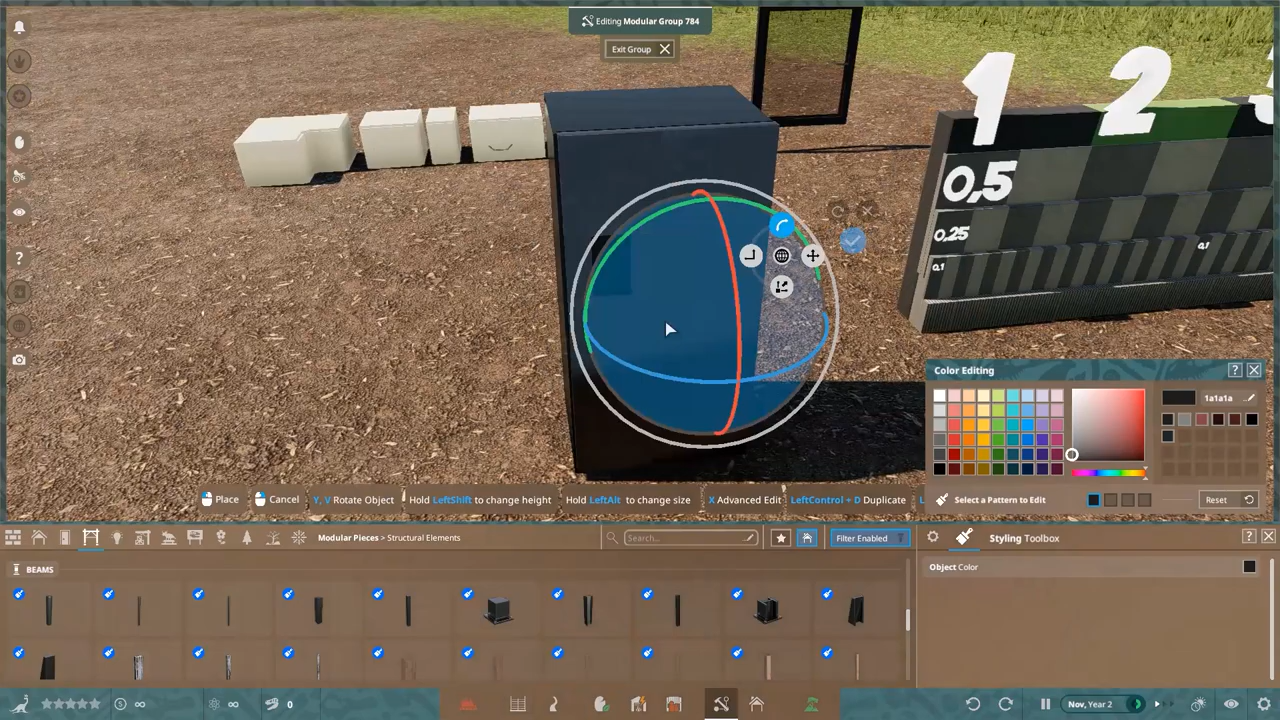 Editing Modular Group 784
Exit Group
1 2
0,5
0,25
0,1
0,1
Color Editing
?
1a1a1a
Place
Cancel
Y, V Rotate Object
Hold LeftShift to change height
Hold LeftAlt to change size
X Advanced Edit
LeftControl + D Duplicate
L
Select a Pattern to Edit
Reset
Modular Pieces > Structural Elements
Search...
Filter Enabled
Styling Toolbox
?
BEAMS
Object Color
?
∞
∞
0
Nov, Year 2